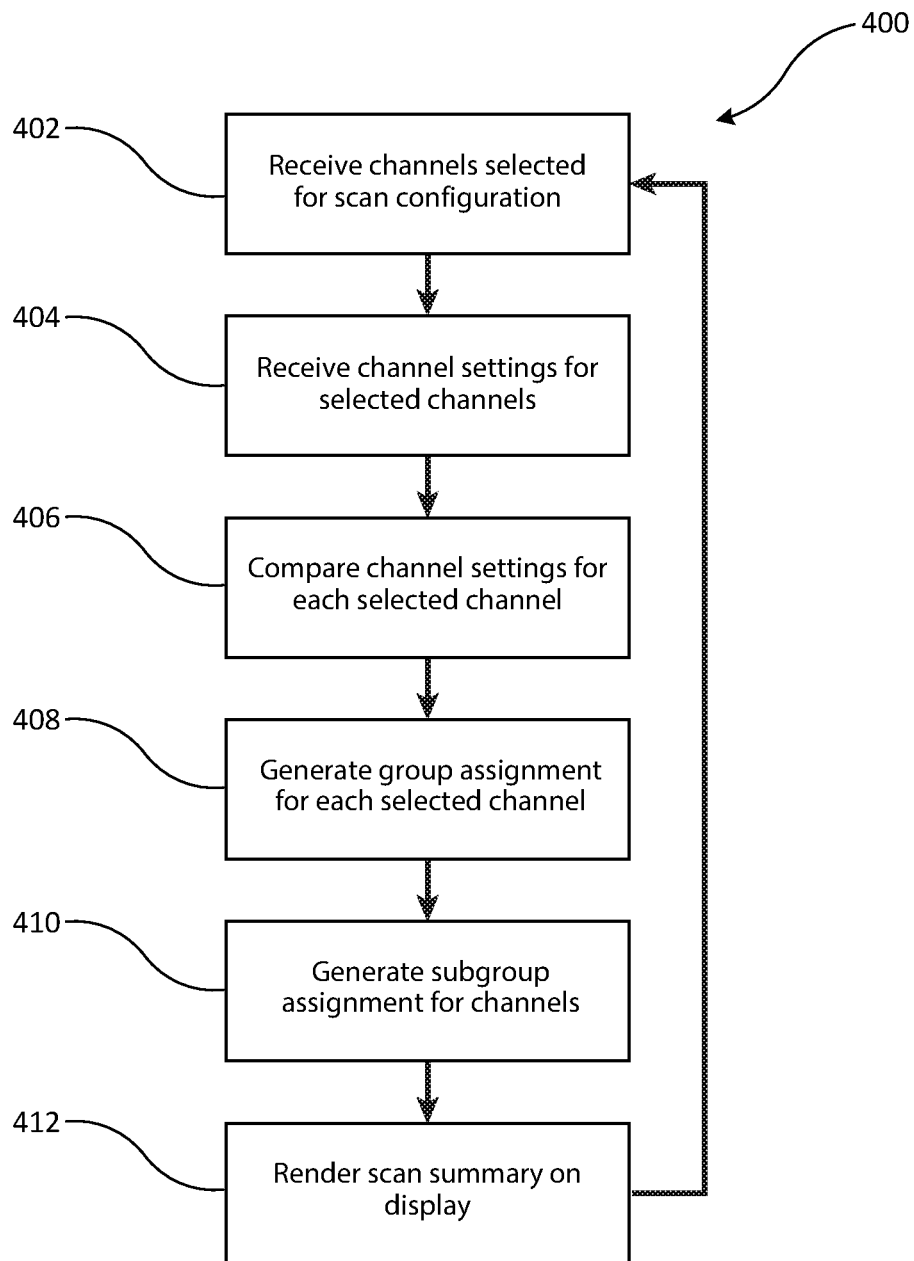 400
402
Receive channels selected
for scan configuration
404
Receive channel settings for
selected channels
406
Compare channel settings for
each selected channel
408
Generate group assignment
for each selected channel
410
Generate subgroup
assignment for channels
412
Render scan summary on
display